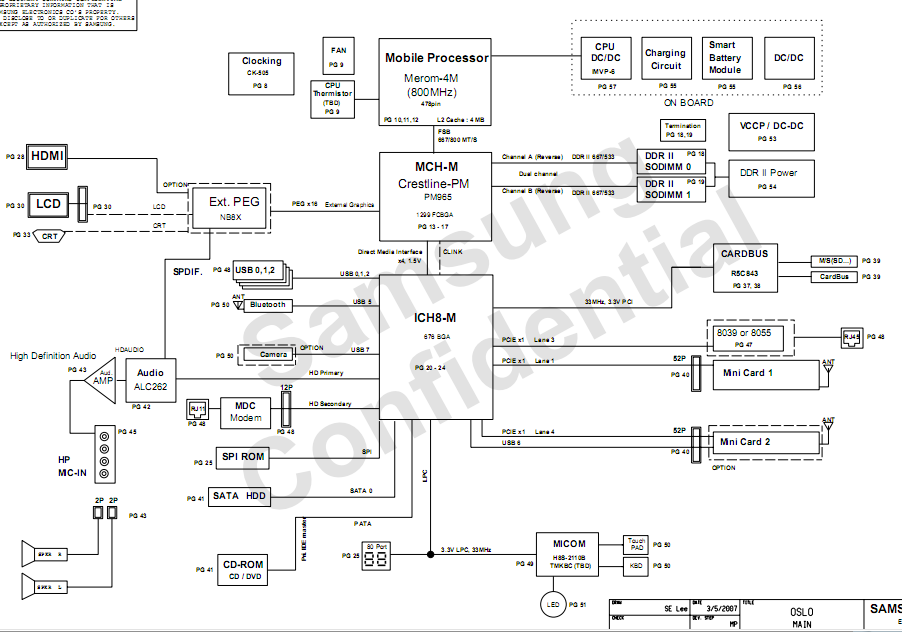 PROPRIETARY INFORMATION THAT IS
SAMSUNG ELECTRONICS CO'S PROPERTY.
DISCLOSE TO OR DUPLICATE FOR OTHERS
EXCEPT AS AUTHORIZED BY SAMSUNG.
Clocking
CK-505
PG 8
FAN
PG 9
CPU
Thermistor
(TBD)
PG 9
Mobile Processor
Merom-4M
(800MHz)
478pin
PG 10,11,12 L2 Cache : 4 MB
CPU
DC/DC
IMVP-6
PG 57
Charging
Circuit
PG 55
Smart
Battery
Module
PG 55
DC/DC
PG 56
ON BOARD
FSB
667/800 MT/S
Termination
PG 18,19
VCCP / DC-DC
PG 53
PG 28
HDMI
OPTION
MCH-M
Crestline-PM
PM965
1299 FCBGA
PG 13 - 17
Channel A (Reverse) DDR II 667/533
Dual channel
Channel B (Reverse) DDR II 667/533
DDR II
SODIMM 0
PG 18
DDR II
SODIMM 1
PG 19
DDR II Power
PG 54
PG 30
LCD
PG 30
LCD
CRT
PG 33
CRT
Ext. PEG
NB8X
PEG x16 External Graphics
Direct Media Interface
x4, 1.5V
CLINK
SPDIF.
PG 48
USB 0,1,2
USB 0,1,2
ANT
PG 50
Bluetooth
USB 5
PG 50
Camera
OPTION
USB 7
ICH8-M
676 BGA
PG 20 - 24
CARDBUS
R5C843
PG 37, 38
M/S(SD...)
PG 39
CardBus
PG 39
33MHz, 3.3V PCI
PCIE x1 Lane 3
8039 or 8055
PG 47
RJ45
PG 48
PCIE x1 Lane 1
52P
PG 40
Mini Card 1
ANT
High Definition Audio
HDAUDIO
PG 43
Aud.
AMP
Audio
ALC262
PG 42
HD Primary
RJ11
PG 48
MDC
Modem
12P
PG 48
HD Secondary
PCIE x1 Lane 4
USB 6
52P
PG 40
Mini Card 2
ANT
OPTION
PG 45
HP
MIC-IN
PG 25
SPI ROM
SPI
PG 41
SATA HDD
SATA 0
LPC
PATA
Pri. IDE master
2P 2P
PG 43
SPKR R
SPKR L
PG 41
CD-ROM
CD / DVD
PG 25
80 Port
3.3V LPC, 33MHz
PG 49
MICOM
H8S-2110B
TMKBC (TBD)
Touch
PAD
PG 50
KBD
PG 50
LED
PG 51
Samsung
Confidential
DRAW
SE Lee
DATE
3/5/2007
TITLE
OSLO
MAIN
CHECK
DEV. STEP
MP
SAMS
E